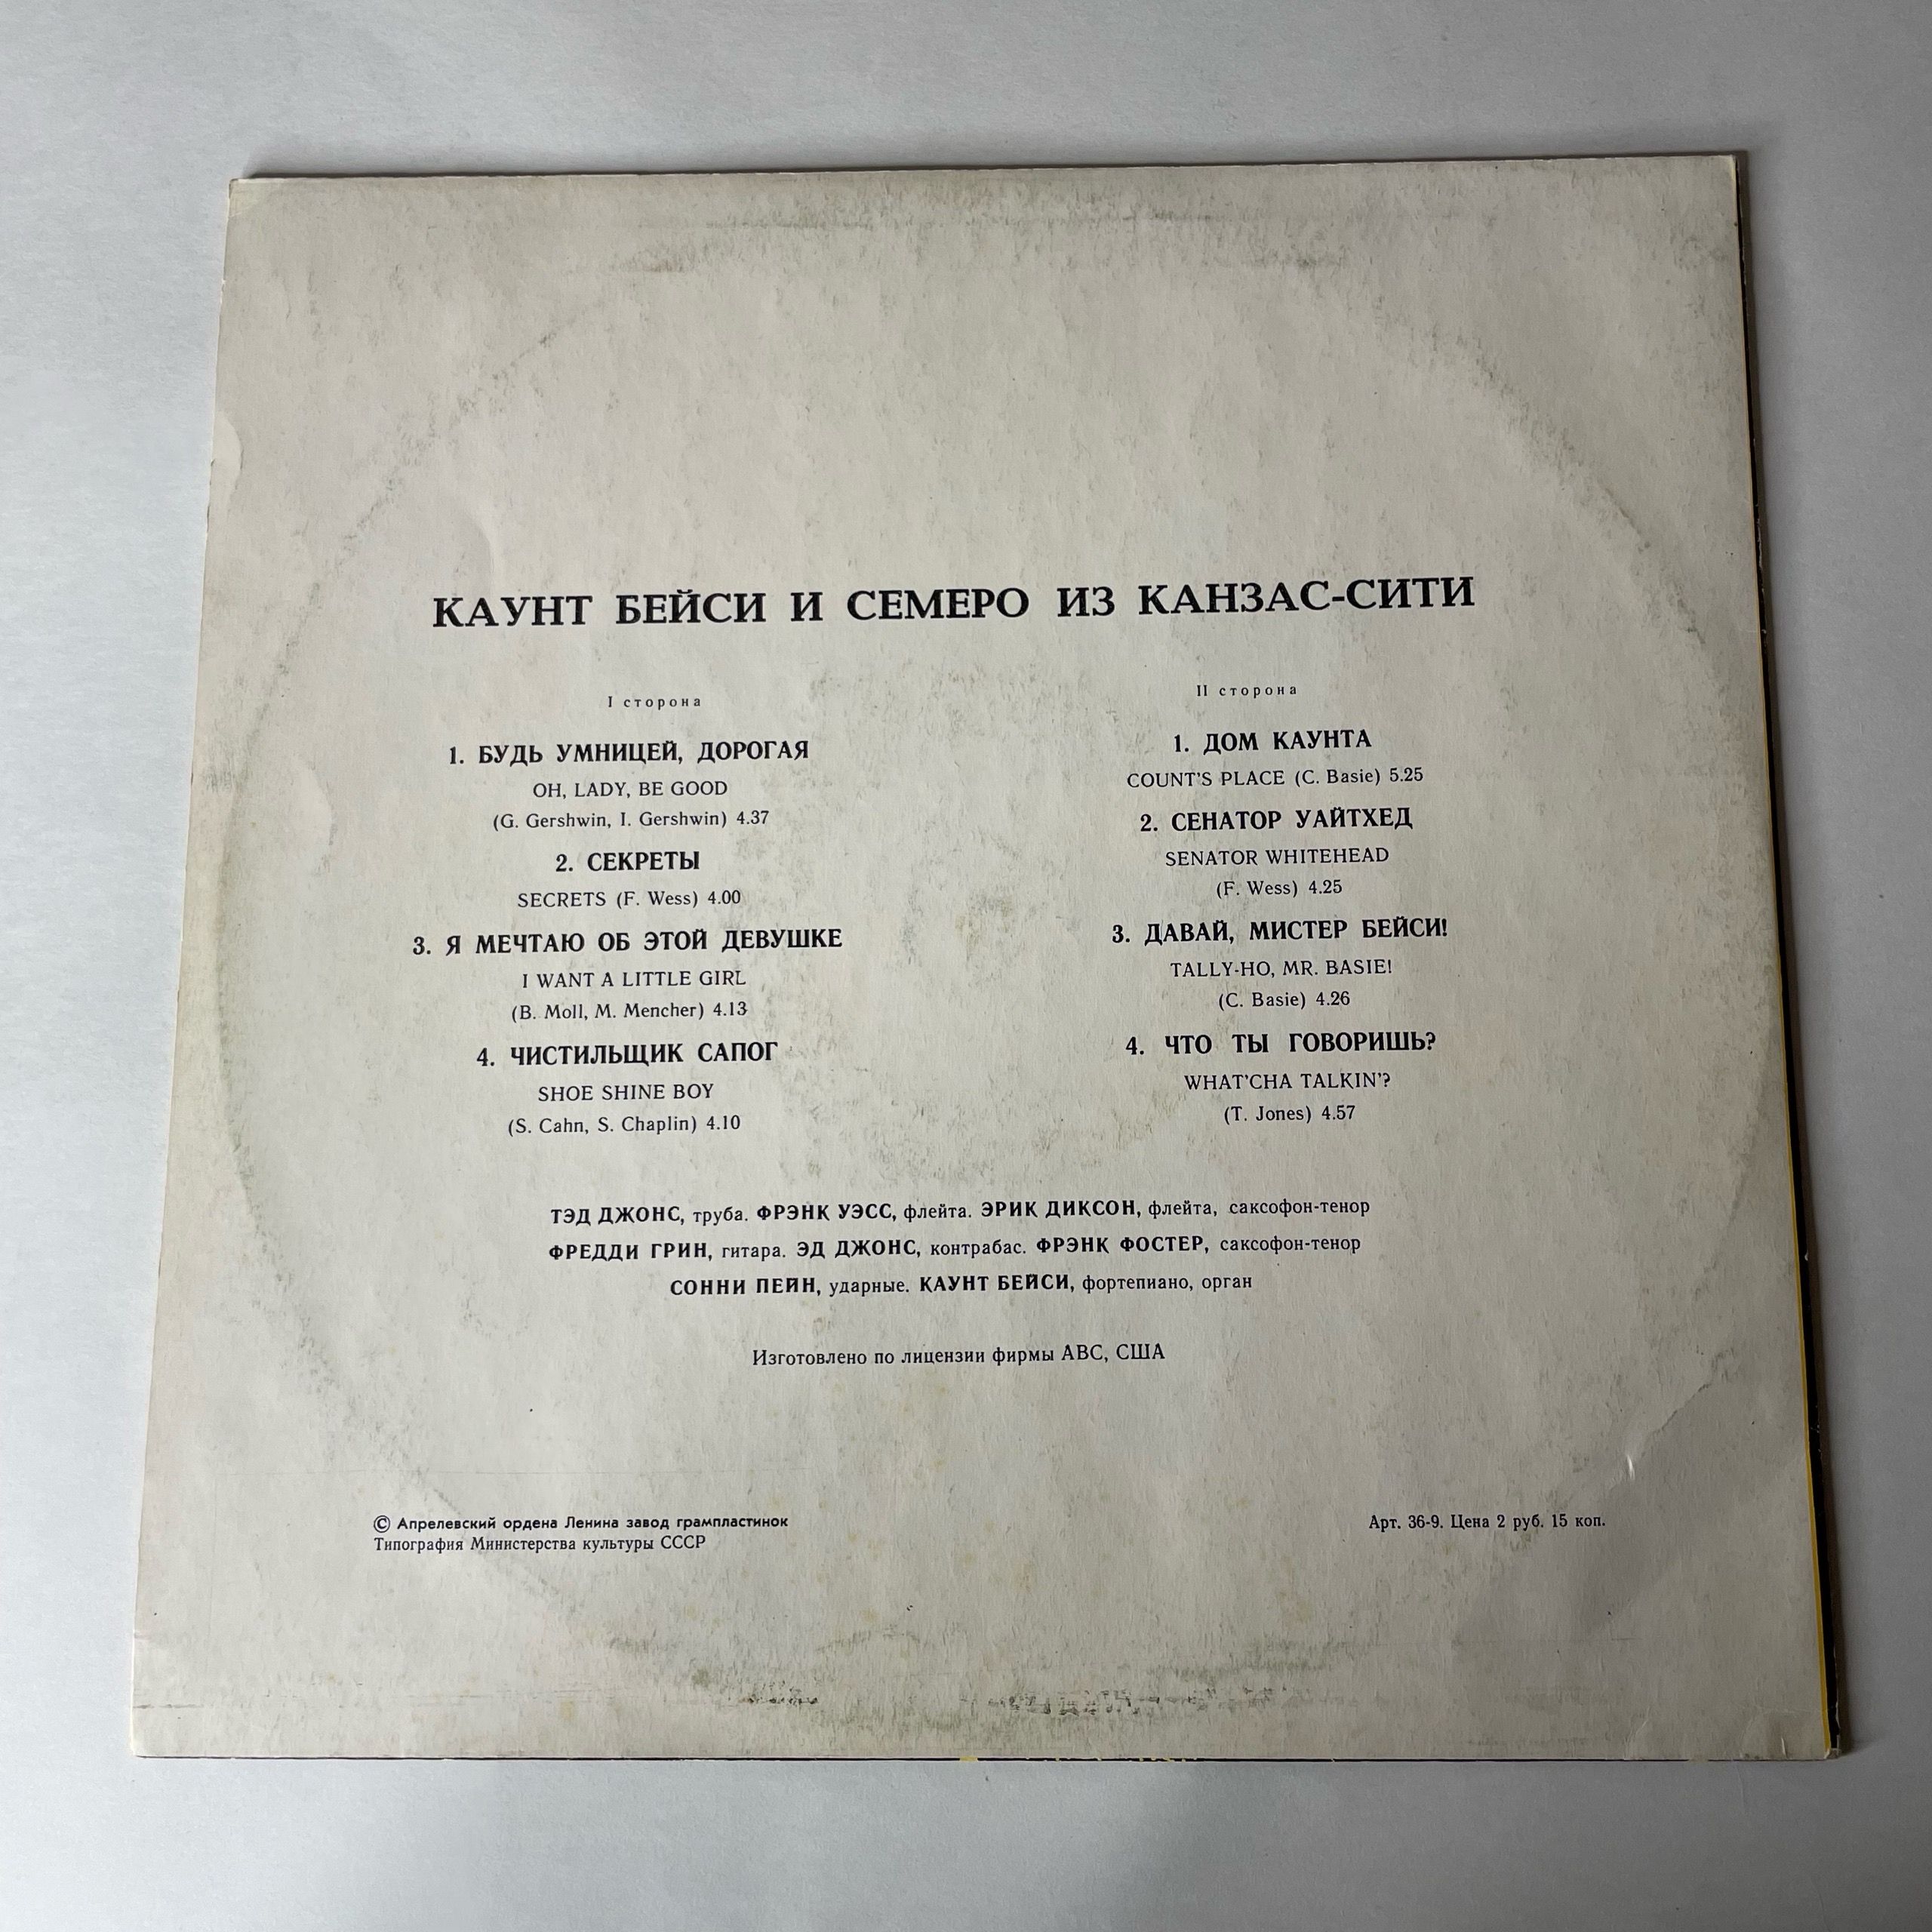 КАУНТ БЕЙСИ И СЕМЕРО ИЗ КАНЗАС-СИТИ
I сторона
1. БУДЬ УМНИЦЕЙ, ДОРОГАЯ
OH, LADY, BE GOOD
(G. Gershwin, I. Gershwin) 4.37
2. СЕКРЕТЫ
SECRETS (F. Wess) 4.00
3. Я МЕЧТАЮ ОБ ЭТОЙ ДЕВУШКЕ
I WANT A LITTLE GIRL
(B. Moll, M. Mencher) 4.13
4. ЧИСТИЛЬЩИК САПОГ
SHOE SHINE BOY
(S. Cahn, S. Chaplin) 4.10
II сторона
1. ДОМ КАУНТА
COUNT'S PLACE (C. Basie) 5.25
2. СЕНАТОР УАЙТХЕД
SENATOR WHITEHEAD
(F. Wess) 4.25
3. ДАВАЙ, МИСТЕР БЕЙСИ!
TALLY-HO, MR. BASIE!
(C. Basie) 4.26
4. ЧТО ТЫ ГОВОРИШЬ?
WHAT'CHA TALKIN'?
(T. Jones) 4.57
ТЭД ДЖОНС, труба. ФРЭНК УЭСС, флейта. ЭРИК ДИКСОН, флейта, саксофон-тенор
ФРЕДДИ ГРИН, гитара. ЭД ДЖОНС, контрабас. ФРЭНК ФОСТЕР, саксофон-тенор
СОННИ ПЕЙН, ударные. КАУНТ БЕЙСИ, фортепиано, орган
Изготовлено по лицензии фирмы ABC, США
© Апрелевский ордена Ленина завод грампластинок
Типография Министерства культуры СССР
Арт. 36-9. Цена 2 руб. 15 коп.